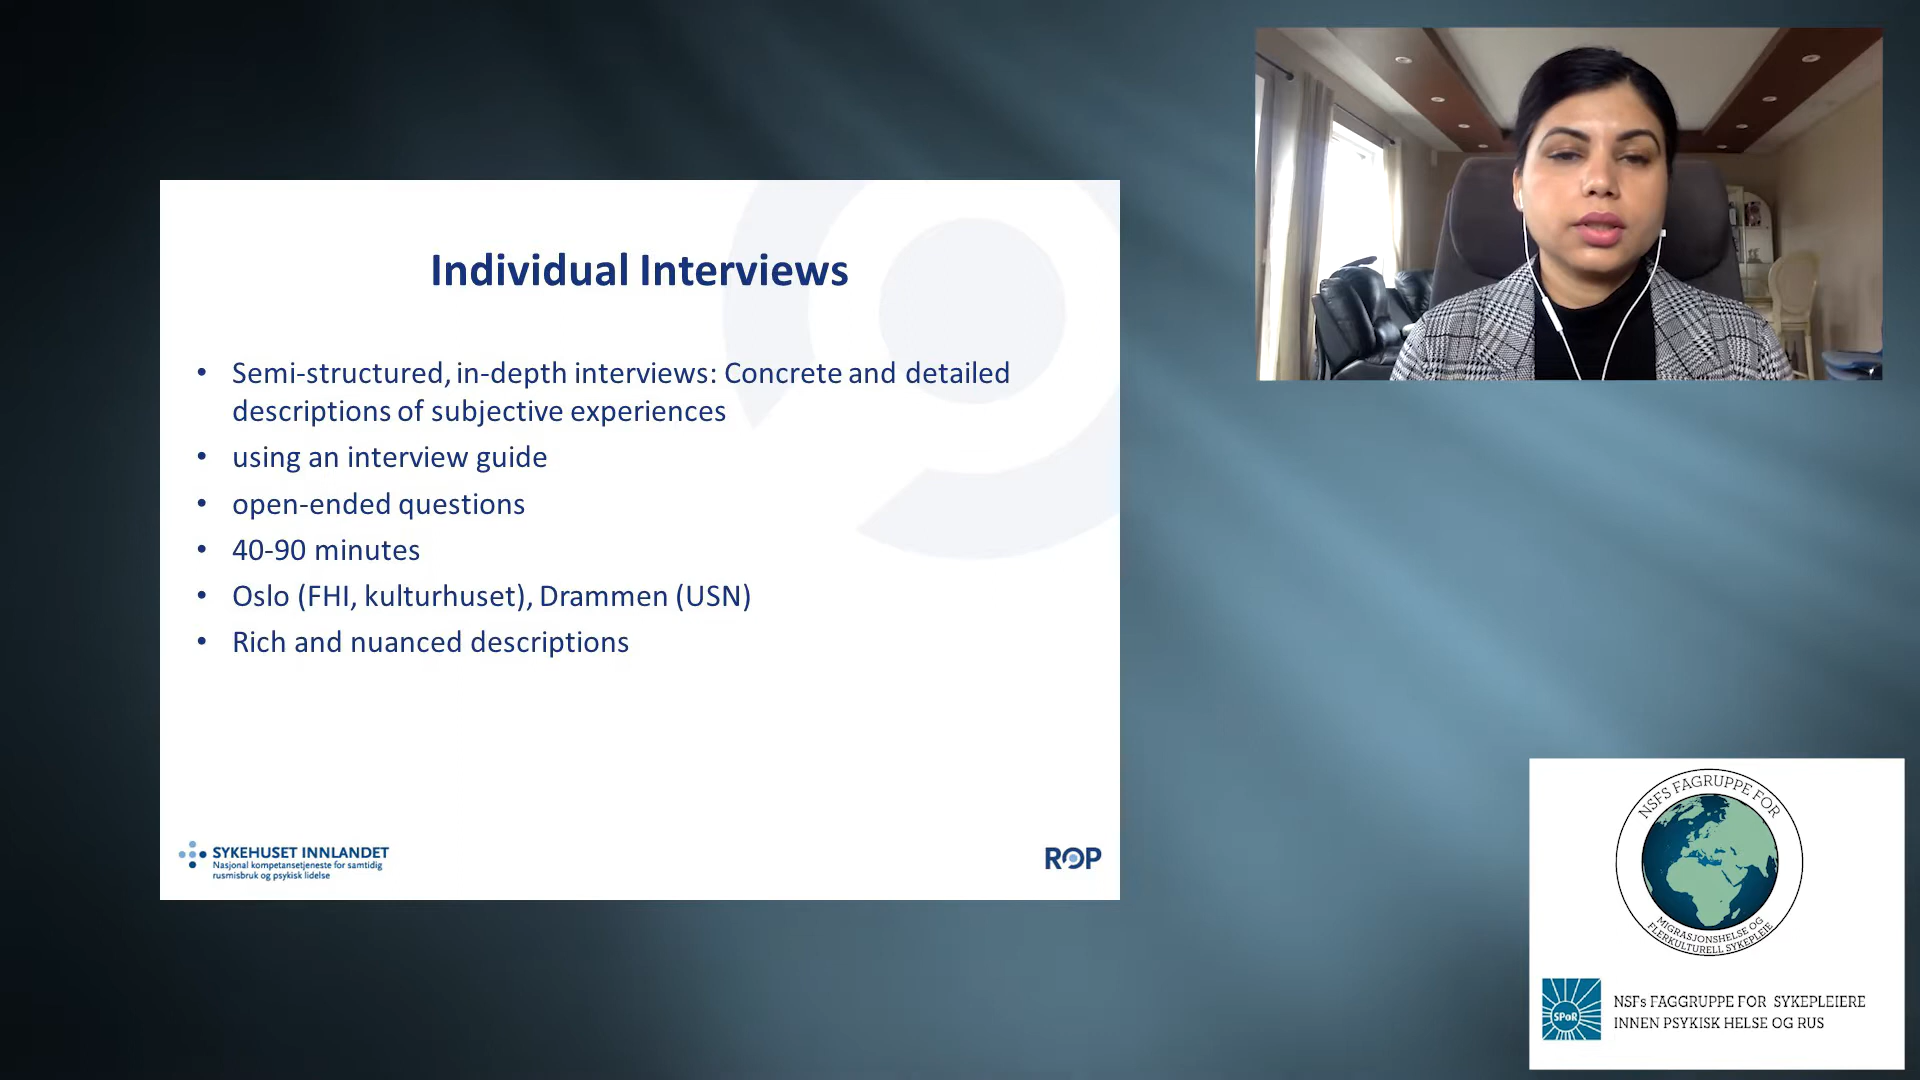 Individual Interviews
• Semi-structured, in-depth interviews: Concrete and detailed
descriptions of subjective experiences
• using an interview guide
• open-ended questions
• 40-90 minutes
• Oslo (FHI, kulturhuset), Drammen (USN)
• Rich and nuanced descriptions
SYKEHUSET INNLANDET
Nasjonal kompetansetjeneste for samtidig
rusmisbruk og psykisk lidelse
ROP
NSFS FAGRUPPE FOR
MIGRASJONSHELSE OG
FLERKULTURELL SYKEPLEIE
SPoR
NSFs FAGGRUPPE FOR SYKEPLEIERE
INNEN PSYKISK HELSE OG RUS